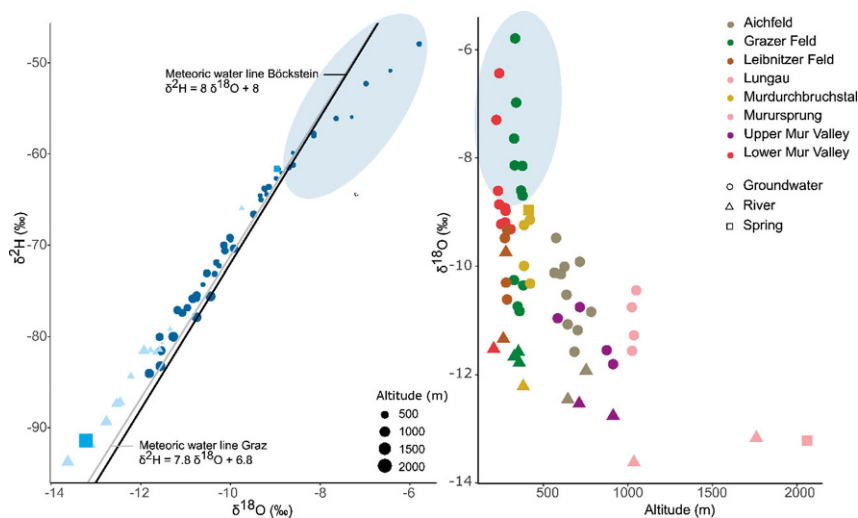 -50
-60
-70
-80
-90
δ²H (‰)
-14
-12
-10
-8
-6
δ¹⁸O (‰)
Meteoric water line Böckstein
δ²H = 8 δ¹⁸O + 8
Meteoric water line Graz
δ²H = 7.8 δ¹⁸O + 6.8
Altitude (m)
500
1000
1500
2000
-6
-8
-10
-12
-14
δ¹⁸O (‰)
500
1000
1500
2000
Altitude (m)
Aichfeld
Grazer Feld
Leibnitzer Feld
Lungau
Murdurchbruchstal
Murursprung
Upper Mur Valley
Lower Mur Valley
Groundwater
River
Spring